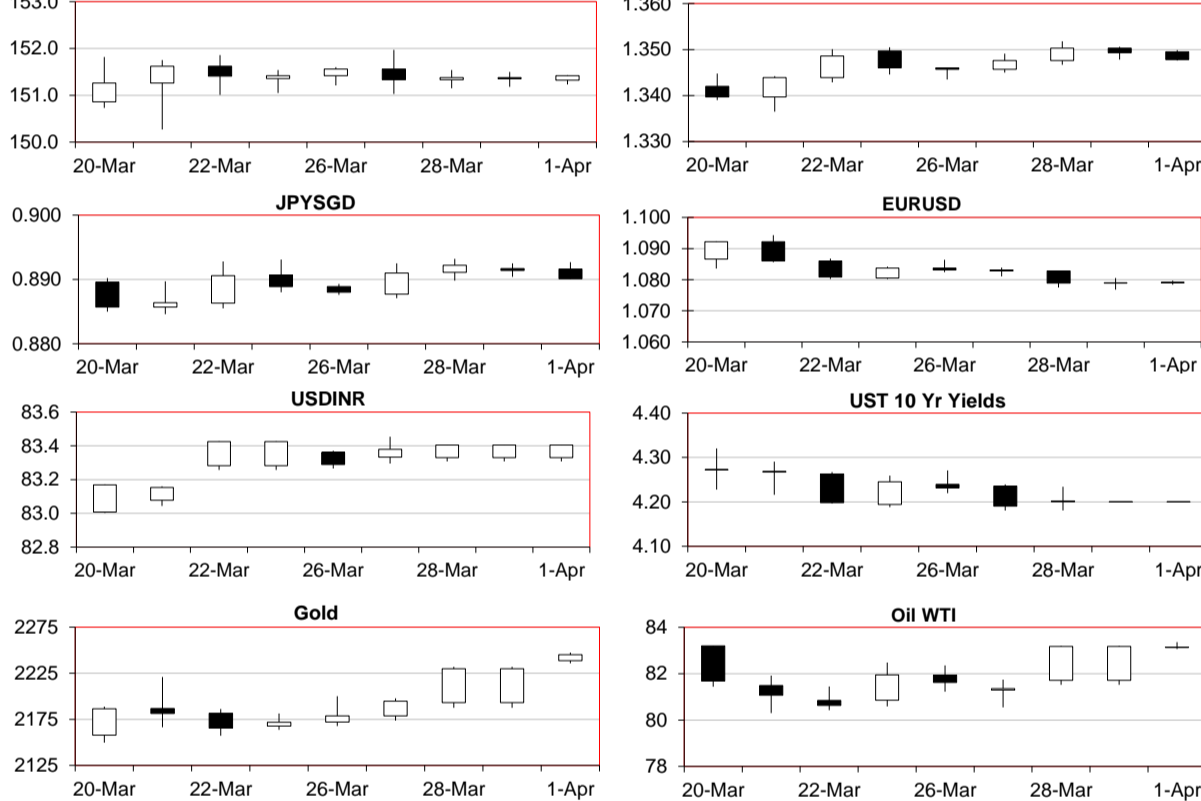 153.0
152.0
151.0
150.0
20-Mar 22-Mar 26-Mar 28-Mar 1-Apr
1.360
1.350
1.340
1.330
20-Mar 22-Mar 26-Mar 28-Mar 1-Apr
JPYSGD
0.900
0.890
0.880
20-Mar 22-Mar 26-Mar 28-Mar 1-Apr
EURUSD
1.100
1.090
1.080
1.070
1.060
20-Mar 22-Mar 26-Mar 28-Mar 1-Apr
USDINR
83.6
83.4
83.2
83.0
82.8
20-Mar 22-Mar 26-Mar 28-Mar 1-Apr
UST 10 Yr Yields
4.40
4.30
4.20
4.10
20-Mar 22-Mar 26-Mar 28-Mar 1-Apr
Gold
2275
2225
2175
2125
20-Mar 22-Mar 26-Mar 28-Mar 1-Apr
Oil WTI
84
82
80
78
20-Mar 22-Mar 26-Mar 28-Mar 1-Apr